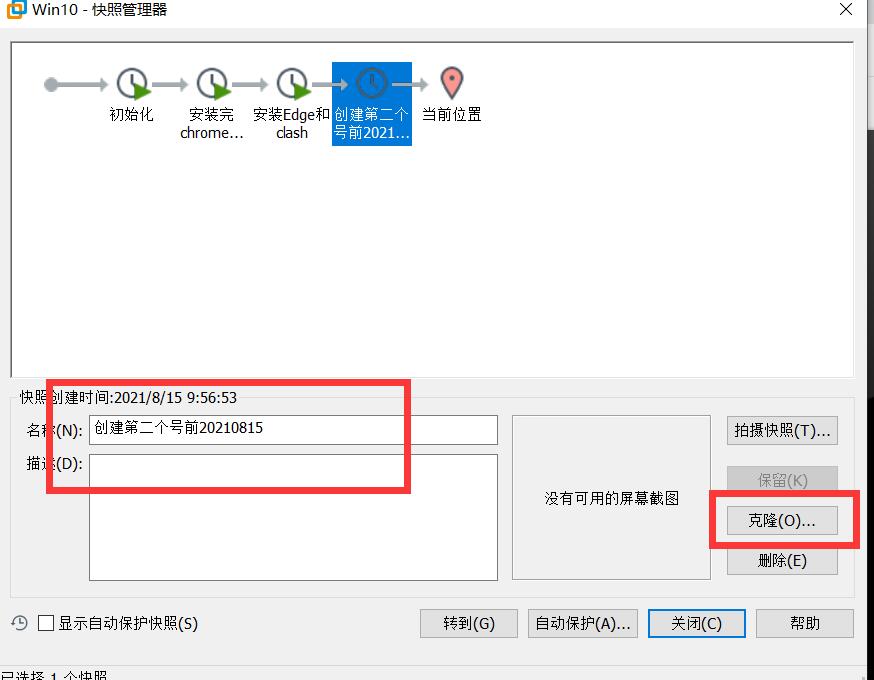 Win10 - 快照管理器
初始化
安装完
chrome...
安装Edge和
clash
创建第二个
号前2021...
当前位置
快照创建时间:2021/8/15 9:56:53
名称(N):
创建第二个号前20210815
描述(D):
没有可用的屏幕截图
拍摄快照(T)...
保留(K)
克隆(O)...
删除(E)
显示自动保护快照(S)
转到(G)
自动保护(A)...
关闭(C)
帮助
已选择 1 个快照